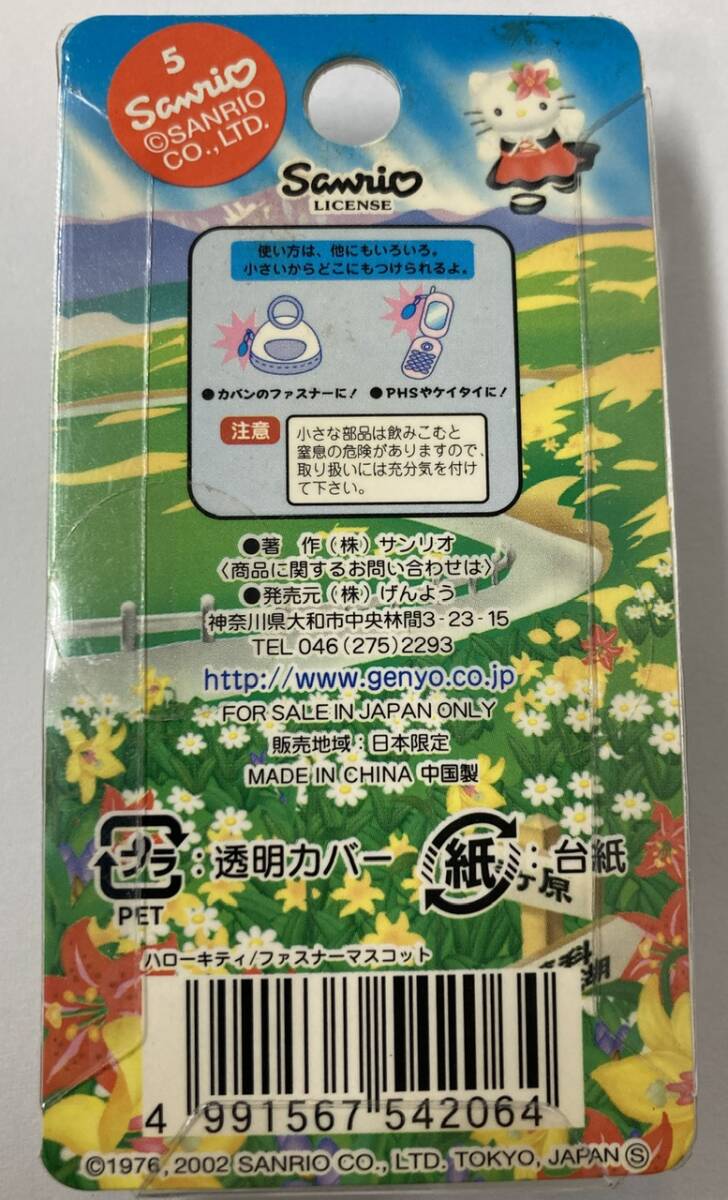 5
Sanrio
©SANRIO
CO., LTD.
Sanrio
LICENSE
使い方は、他にもいろいろ。
小さいからどこにもつけられるよ。
●カバンのファスナーに!
●PHSやケイタイに!
注意
小さな部品は飲みこむと
窒息の危険がありますので、
取り扱いには充分気を付け
て下さい。
●著 作(株)サンリオ
〈商品に関するお問い合わせは〉
●発売元(株)げんよう
神奈川県大和市中央林間3-23-15
TEL 046(275)2293
http://www.genyo.co.jp
FOR SALE IN JAPAN ONLY
販売地域:日本限定
MADE IN CHINA 中国製
プラ:透明カバー
PET
紙:台紙
ハローキティ/ファスナーマスコット
4 991567 542064
©1976, 2002 SANRIO CO., LTD. TOKYO, JAPAN Ⓢ